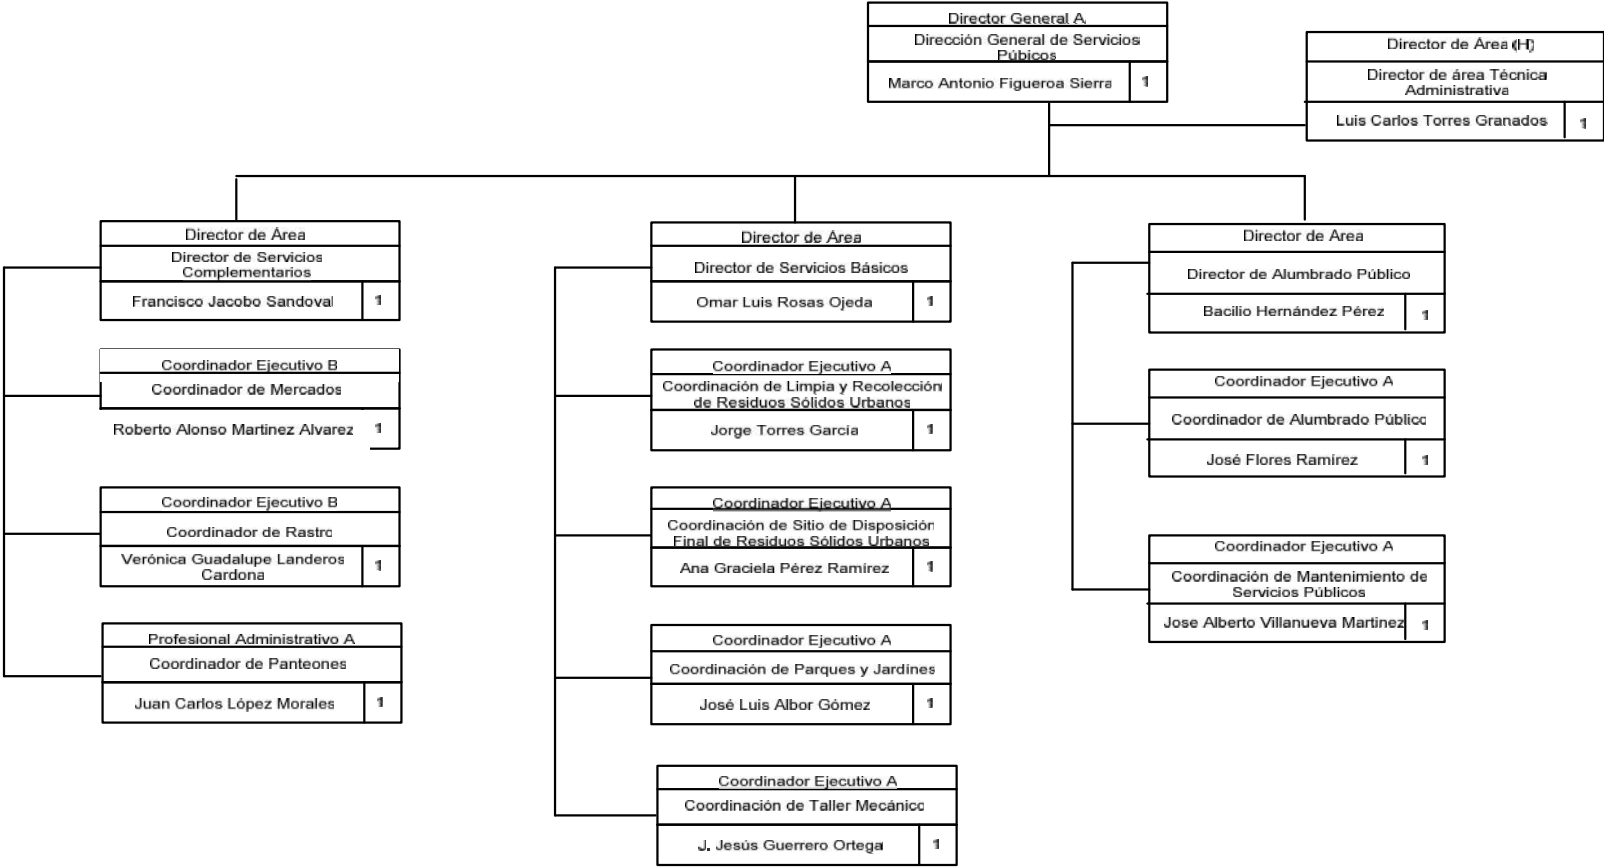 Director General A
Dirección General de Servicios
Púbicos
Marco Antonio Figueroa Sierra 1
Director de Área (H)
Director de área Técnica
Administrativa
Luis Carlos Torres Granados 1
Director de Área
Director de Servicios
Complementarios
Francisco Jacobo Sandoval 1
Coordinador Ejecutivo B
Coordinador de Mercados
Roberto Alonso Martinez Alvarez 1
Coordinador Ejecutivo B
Coordinador de Rastro
Verónica Guadalupe Landeros
Cardona 1
Profesional Administrativo A
Coordinador de Panteones
Juan Carlos López Morales 1
Director de Área
Director de Servicios Básicos
Omar Luis Rosas Ojeda 1
Coordinador Ejecutivo A
Coordinación de Limpia y Recolección
de Residuos Sólidos Urbanos
Jorge Torres García 1
Coordinador Ejecutivo A
Coordinación de Sitio de Disposición
Final de Residuos Sólidos Urbanos
Ana Graciela Pérez Ramírez 1
Coordinador Ejecutivo A
Coordinación de Parques y Jardínes
José Luis Albor Gómez 1
Coordinador Ejecutivo A
Coordinación de Taller Mecánico
J. Jesús Guerrero Ortega 1
Director de Área
Director de Alumbrado Público
Bacilio Hernández Pérez 1
Coordinador Ejecutivo A
Coordinador de Alumbrado Público
José Flores Ramírez 1
Coordinador Ejecutivo A
Coordinación de Mantenimiento de
Servicios Públicos
Jose Alberto Villanueva Martinez 1